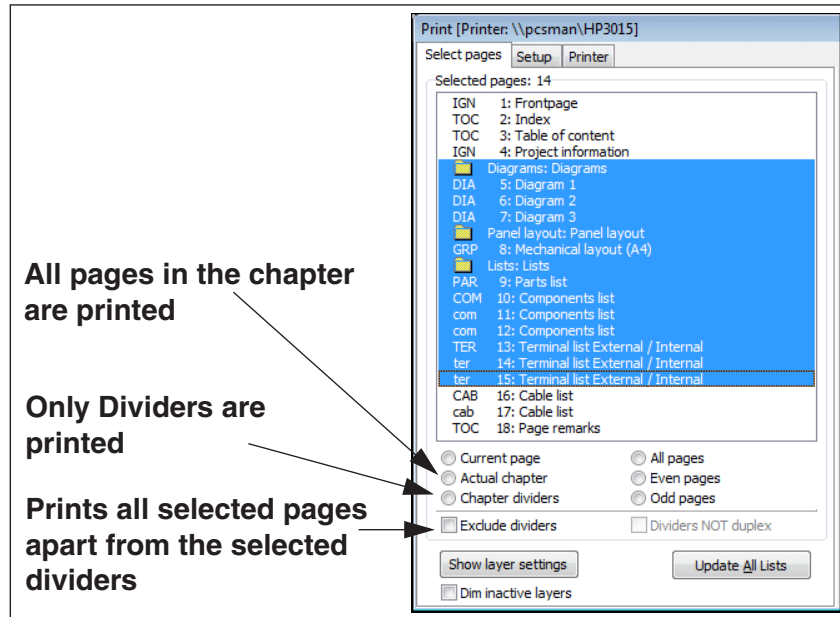 Print [Printer: \\pcsman\HP3015]
Select pages Setup Printer
Selected pages: 14
IGN 1: Frontpage
TOC 2: Index
TOC 3: Table of content
IGN 4: Project information
Diagrams: Diagrams
DIA 5: Diagram 1
DIA 6: Diagram 2
DIA 7: Diagram 3
Panel layout: Panel layout
GRP 8: Mechanical layout (A4)
Lists: Lists
PAR 9: Parts list
COM 10: Components list
com 11: Components list
com 12: Components list
TER 13: Terminal list External / Internal
ter 14: Terminal list External / Internal
ter 15: Terminal list External / Internal
CAB 16: Cable list
cab 17: Cable list
TOC 18: Page remarks
Current page All pages
Actual chapter Even pages
Chapter dividers Odd pages
Exclude dividers Dividers NOT duplex
Show layer settings Update All Lists
Dim inactive layers
All pages in the chapter
are printed
Only Dividers are
printed
Prints all selected pages
apart from the selected
dividers